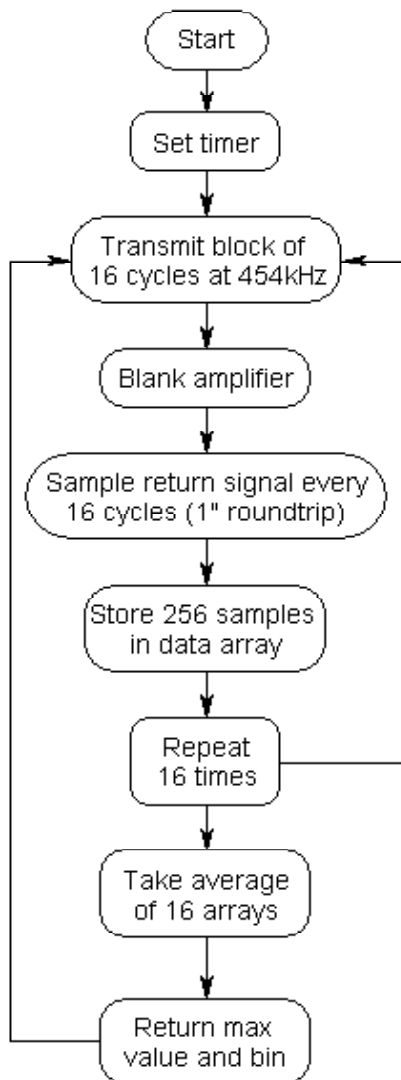 Start
Set timer
Transmit block of
16 cycles at 454kHz
Blank amplifier
Sample return signal every
16 cycles (1" roundtrip)
Store 256 samples
in data array
Repeat
16 times
Take average
of 16 arrays
Return max
value and bin